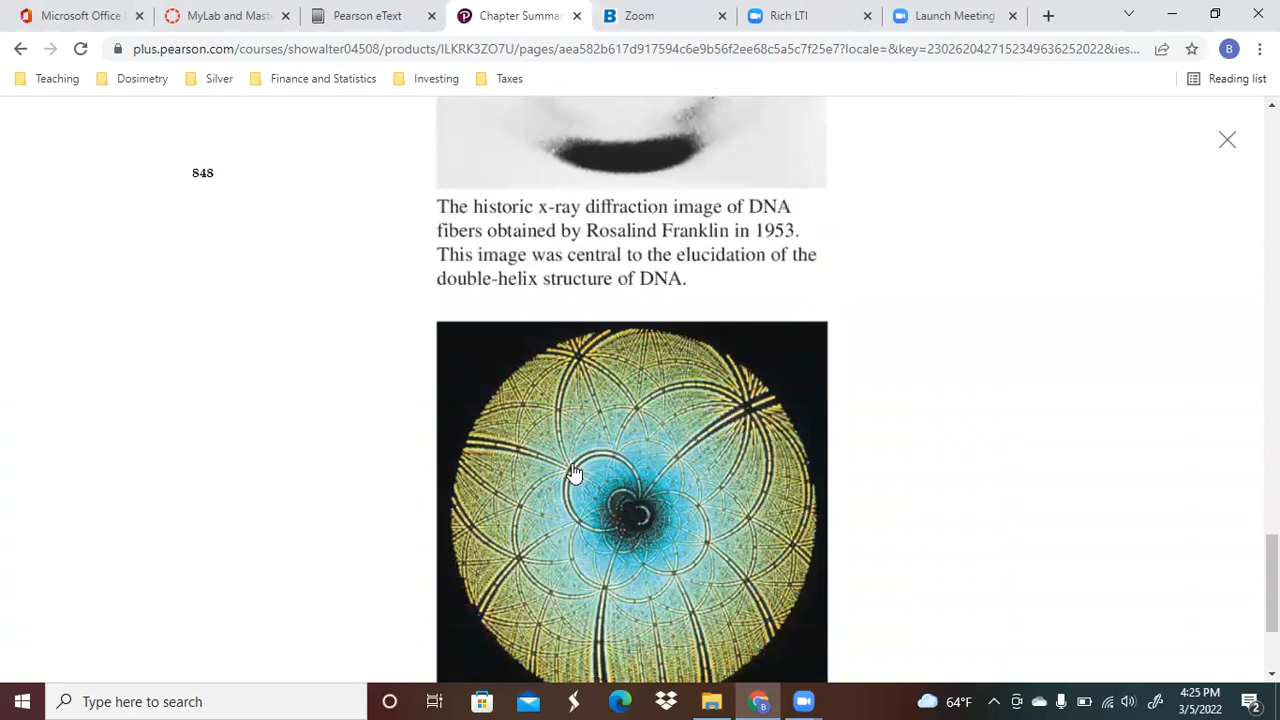 Microsoft Office
MyLab and Mast
Pearson eText
Chapter Summar
Zoom
Rich LTI
Launch Meeting
plus.pearson.com/courses/showalter04508/products/ILKRK3ZO7U/pages/aea582b617d917594c6e9b56f2ee68c5a5c7f25e7?locale=&key=2302620427152349636252022&ies...
B
Teaching
Dosimetry
Silver
Finance and Statistics
Investing
Taxes
Reading list
848
The historic x-ray diffraction image of DNA
fibers obtained by Rosalind Franklin in 1953.
This image was central to the elucidation of the
double-helix structure of DNA.
Type here to search
64°F
4:25 PM
3/5/2022
2